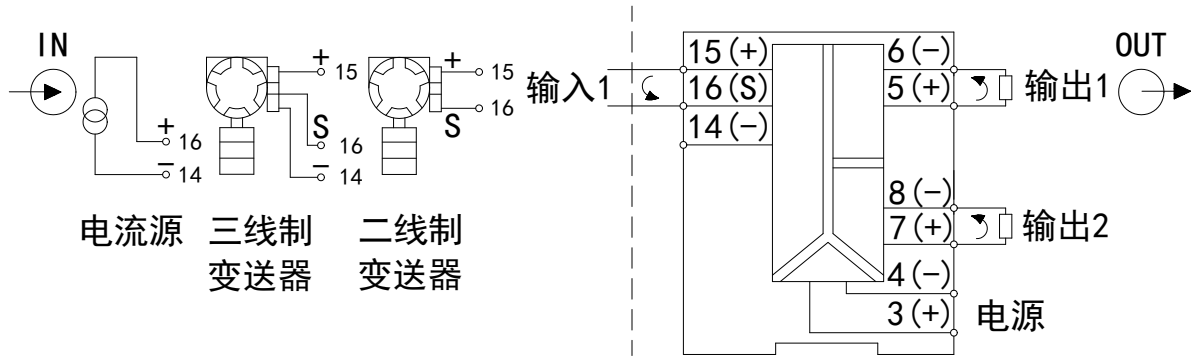 IN
+ 16
− 14
电流源
+ 15
S 16
− 14
三线制
变送器
+ 15
S 16
二线制
变送器
输入1
15(+)
16(S)
14(−)
6(−)
5(+)
输出1
8(−)
7(+)
输出2
4(−)
3(+)
电源
OUT